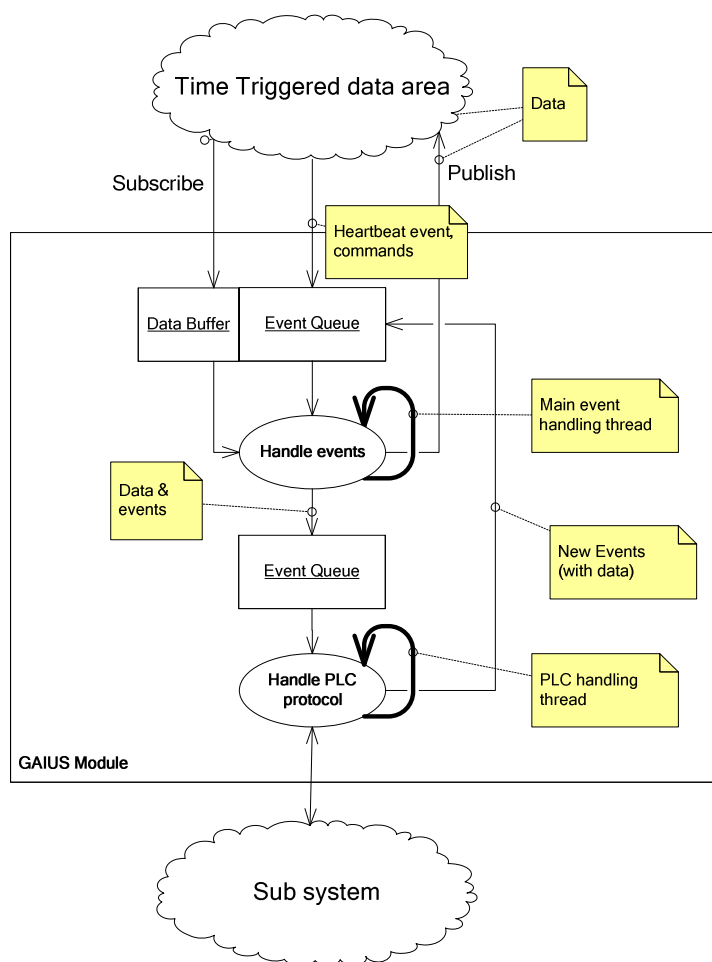 Time Triggered data area
Data
Subscribe
Publish
Heartbeat event,
commands
Data Buffer
Event Queue
Main event
handling thread
Handle events
Data &
events
New Events
(with data)
Event Queue
Handle PLC
protocol
PLC handling
thread
GAIUS Module
Sub system